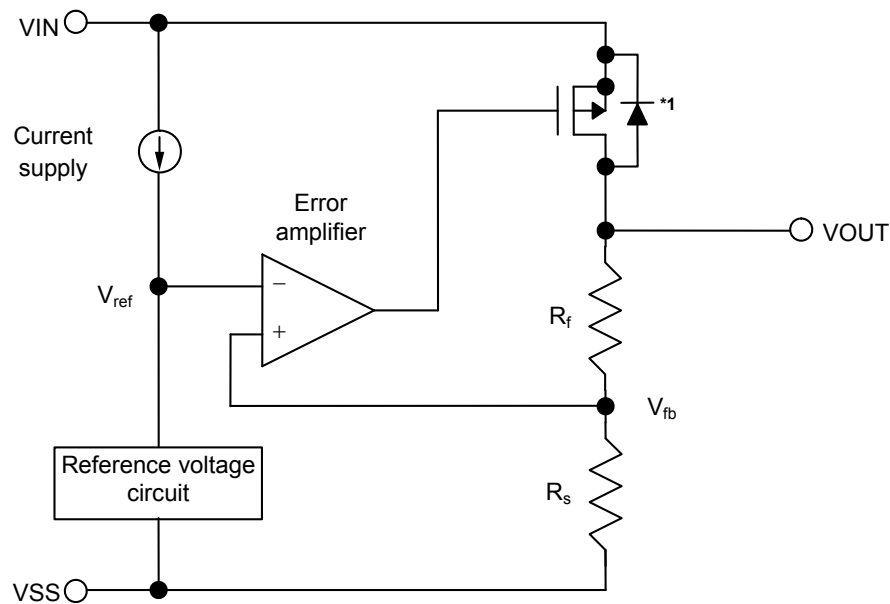 VIN
*1
Current
supply
Error
amplifier
VOUT
Vref
−
+
Rf
Vfb
Reference voltage
circuit
Rs
VSS